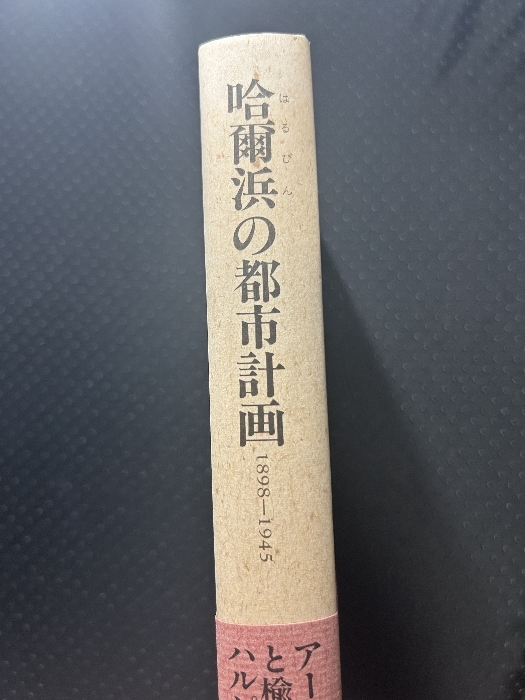 哈爾浜の都市計画
はるびん
1898—1945
アー
と楡
ハル